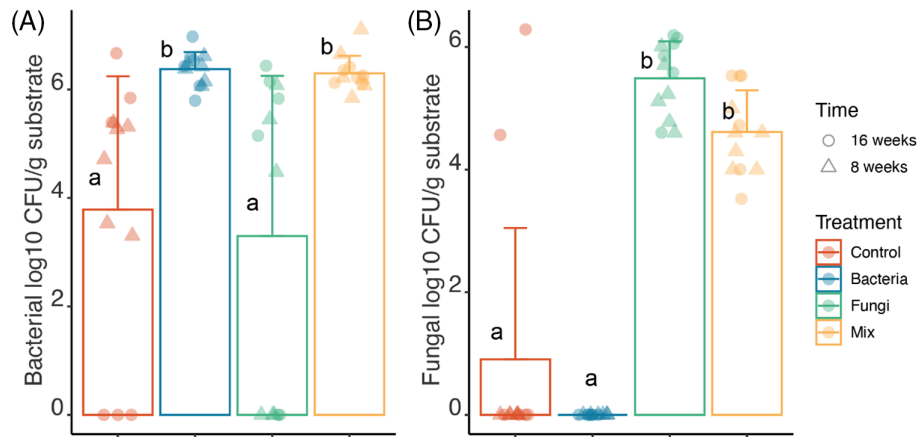 (A)
Bacterial log10 CFU/g substrate
6
4
2
0
a
b
a
b
(B)
Fungal log10 CFU/g substrate
6
4
2
0
a
a
b
b
Time
16 weeks
8 weeks
Treatment
Control
Bacteria
Fungi
Mix